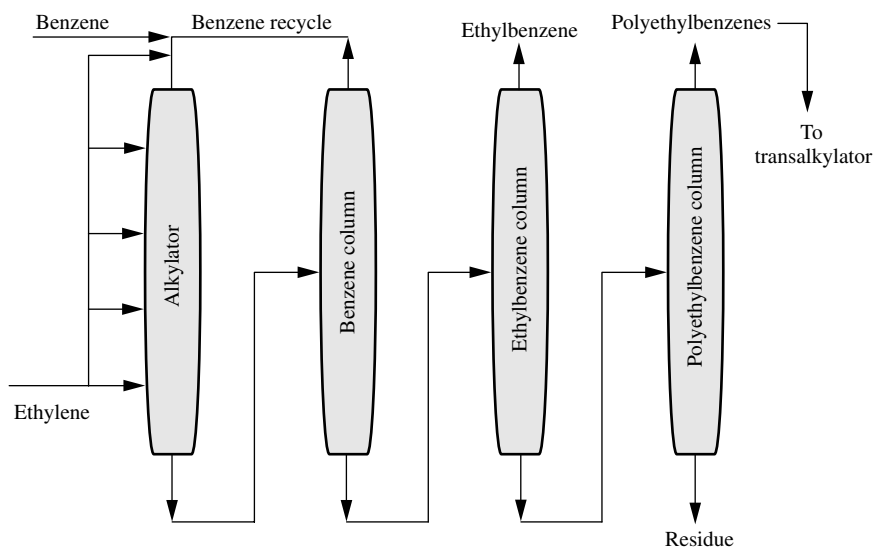 Benzene
Benzene recycle
Ethylbenzene
Polyethylbenzenes
To
transalkylator
Alkylator
Benzene column
Ethylbenzene column
Polyethylbenzene column
Ethylene
Residue